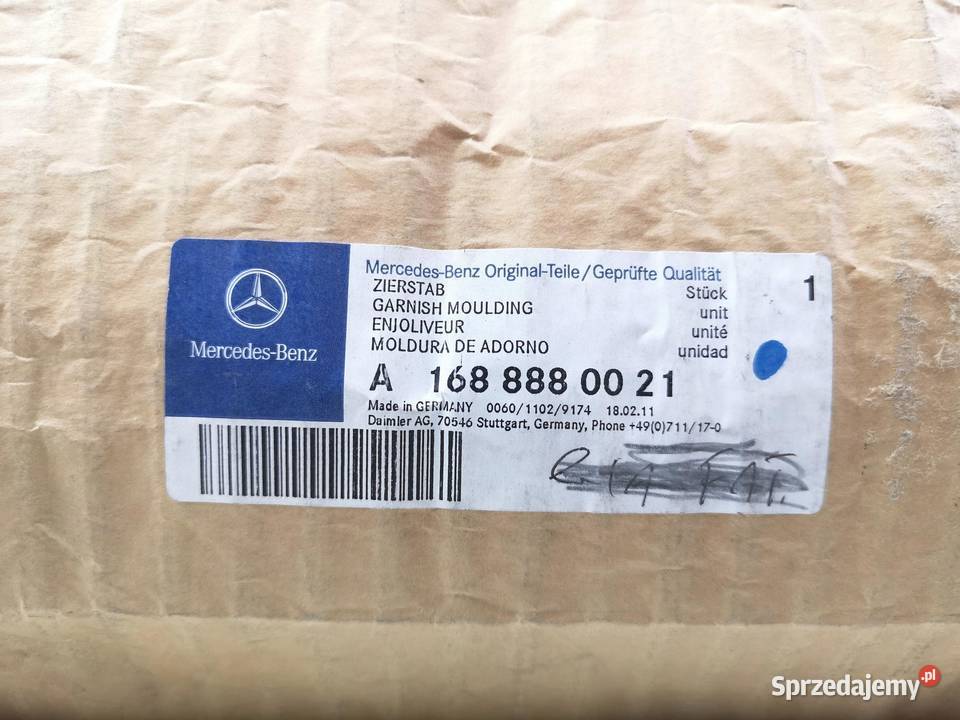 Mercedes-Benz
Mercedes-Benz Original-Teile/Geprüfte Qualität
ZIERSTAB
GARNISH MOULDING
ENJOLIVEUR
MOLDURA DE ADORNO
Stück 1
unit
unité
unidad
A 168 888 00 21
Made in GERMANY 0060/1102/9174 18.02.11
Daimler AG, 70546 Stuttgart, Germany, Phone +49(0)711/17-0
Sprzedajemy.pl